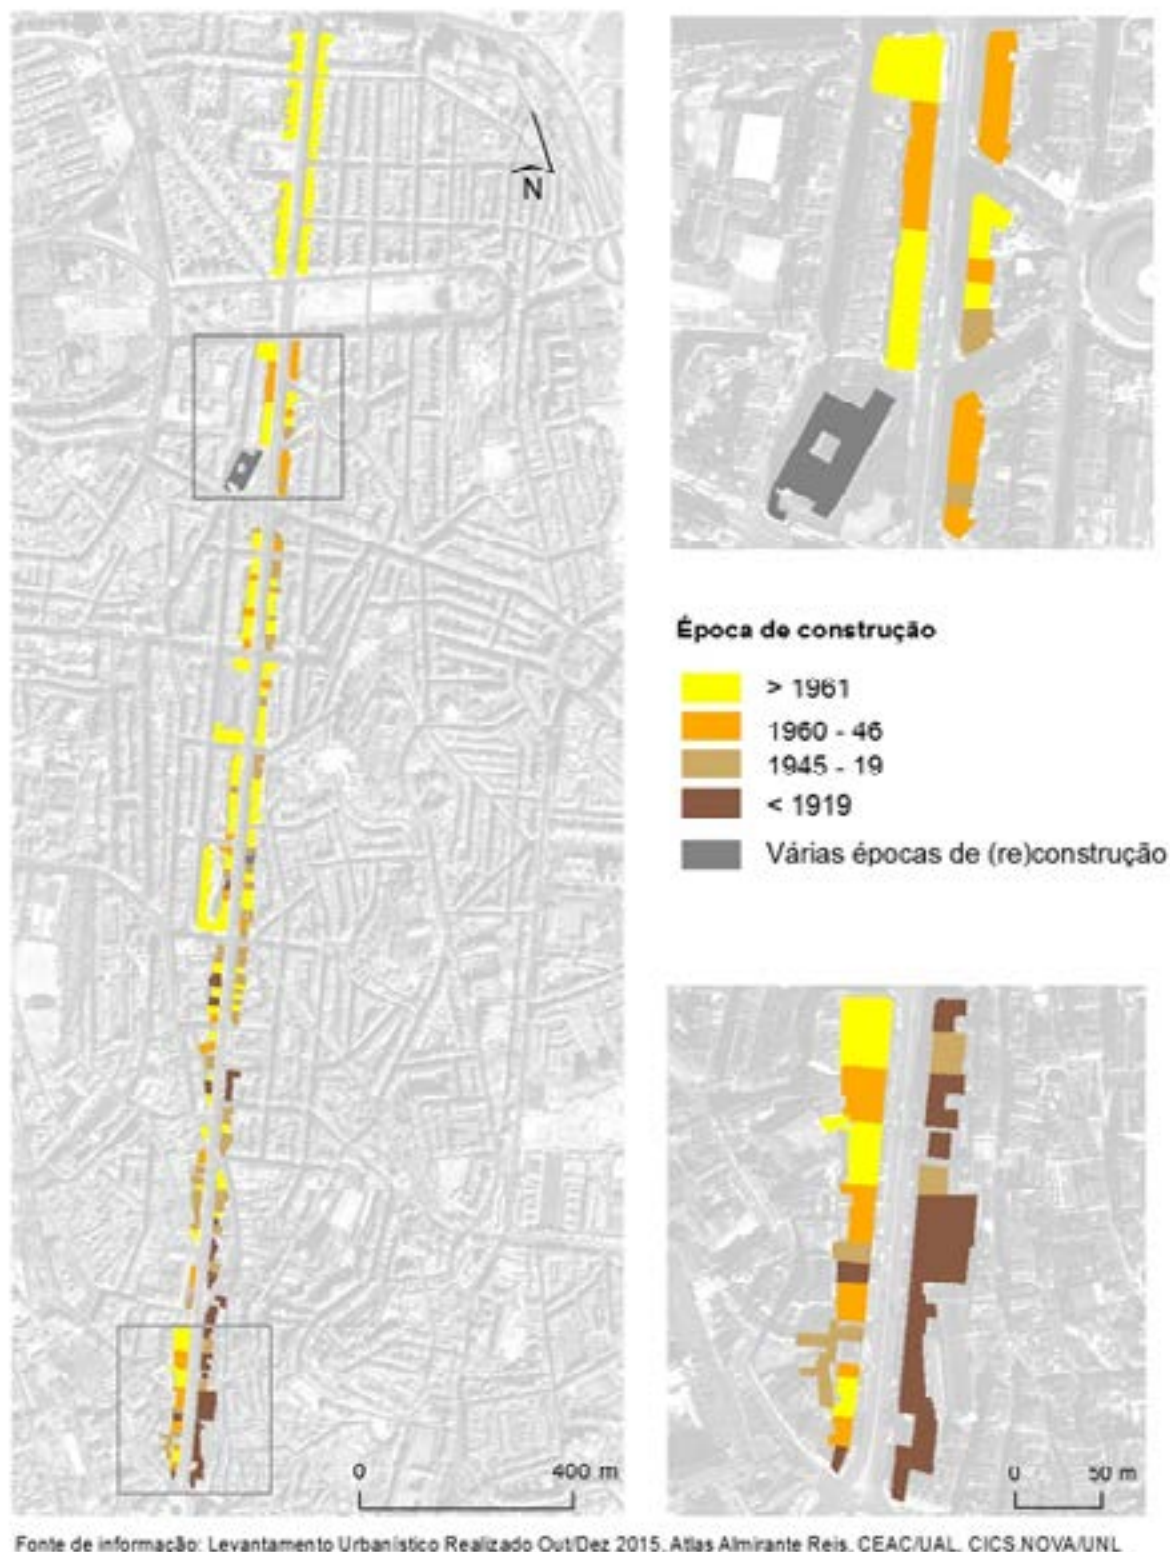 N
Época de construção
> 1961
1960 - 46
1945 - 19
< 1919
Várias épocas de (re)construção
0 400 m
0 50 m
Fonte de informação: Levantamento Urbanístico Realizado Out/Dez 2015. Atlas Almirante Reis. CEAC/UAL. CICS.NOVA/UNL